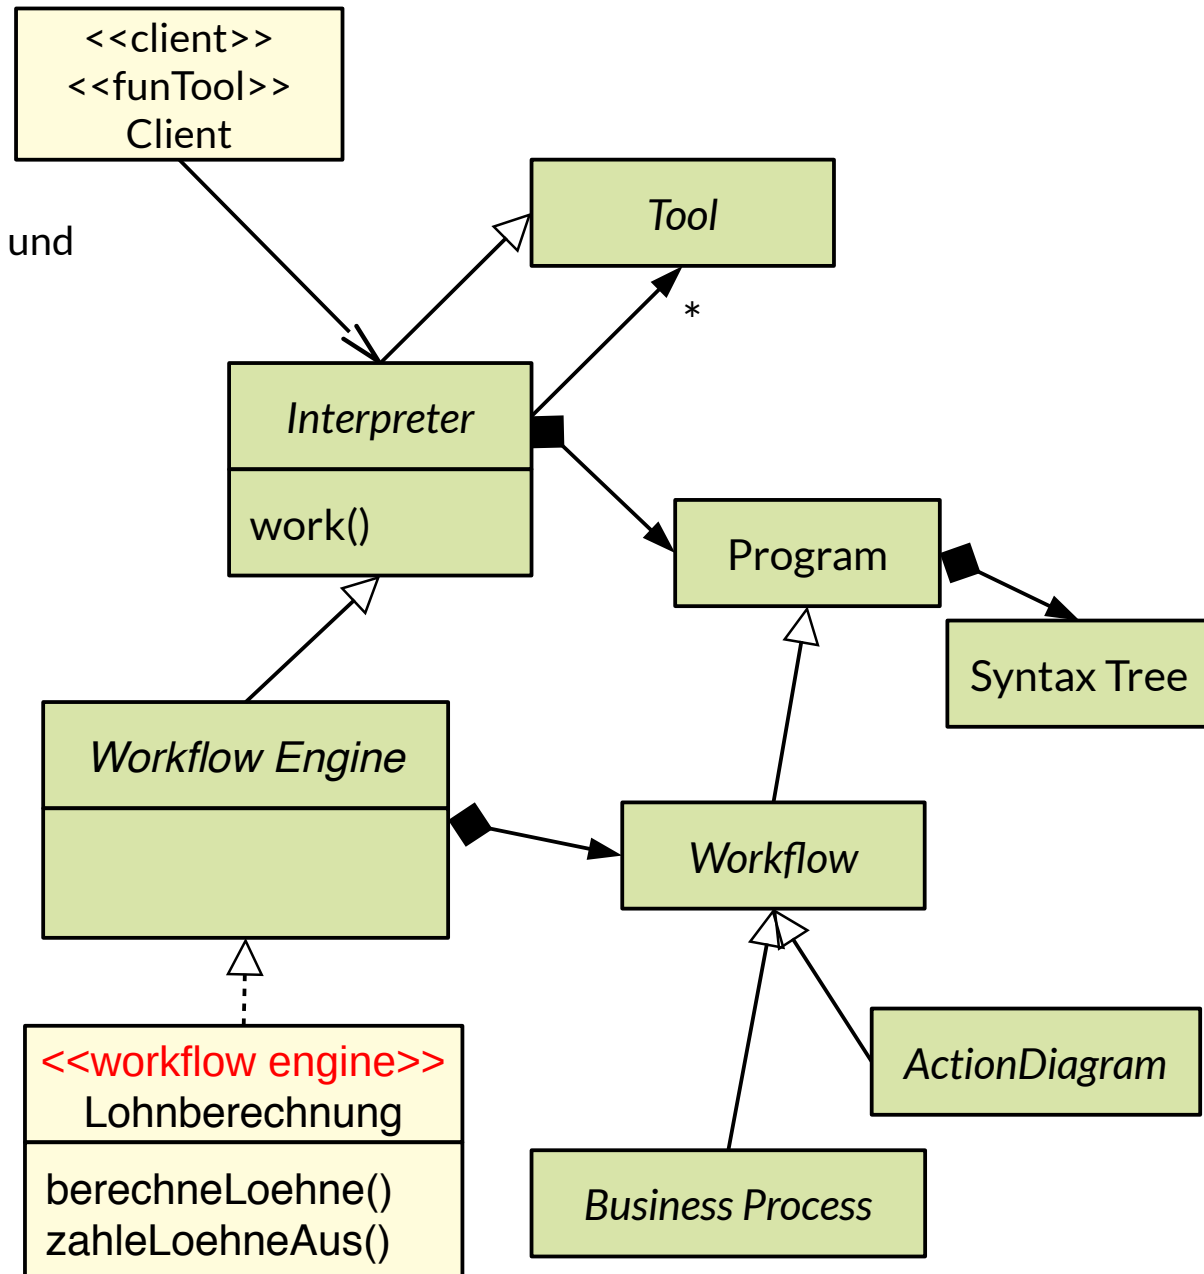 <<client>>
<<funTool>>
Client
Tool
und
*
Interpreter
work()
Program
Syntax Tree
Workflow Engine
Workflow
ActionDiagram
<<workflow engine>>
Lohnberechnung
berechneLoehne()
zahleLoehneAus()
Business Process